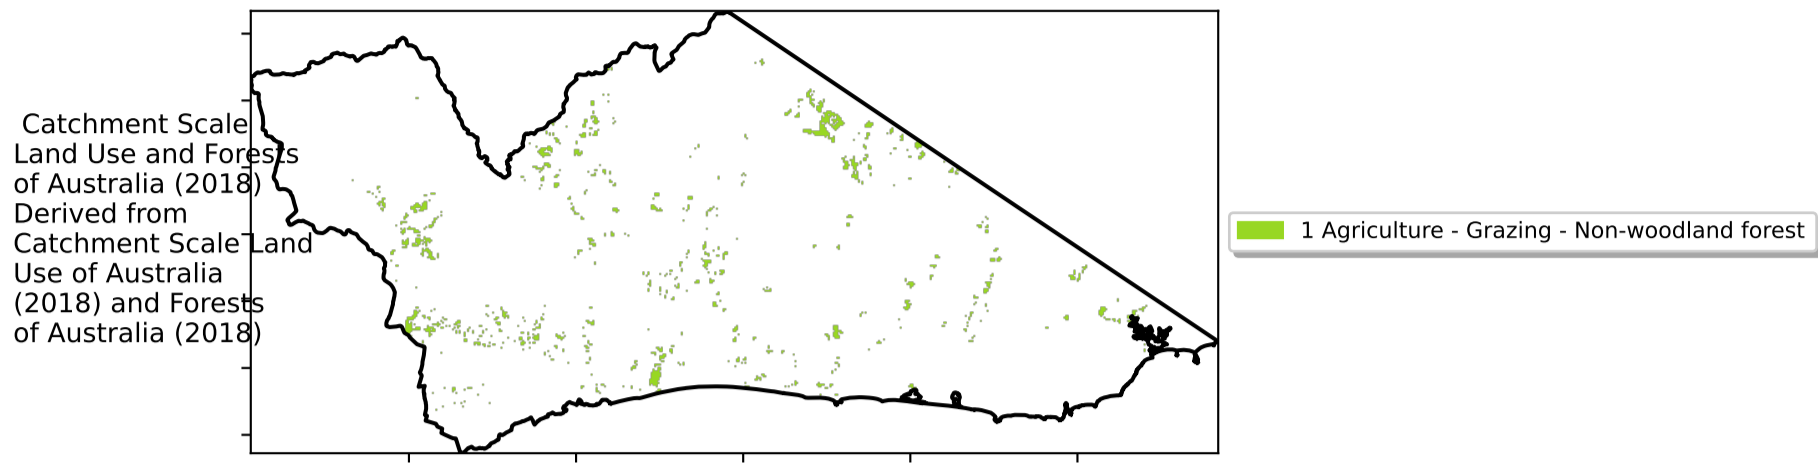 Catchment Scale
Land Use and Forests
of Australia (2018)
Derived from
Catchment Scale Land
Use of Australia
(2018) and Forests
of Australia (2018)
1 Agriculture - Grazing - Non-woodland forest